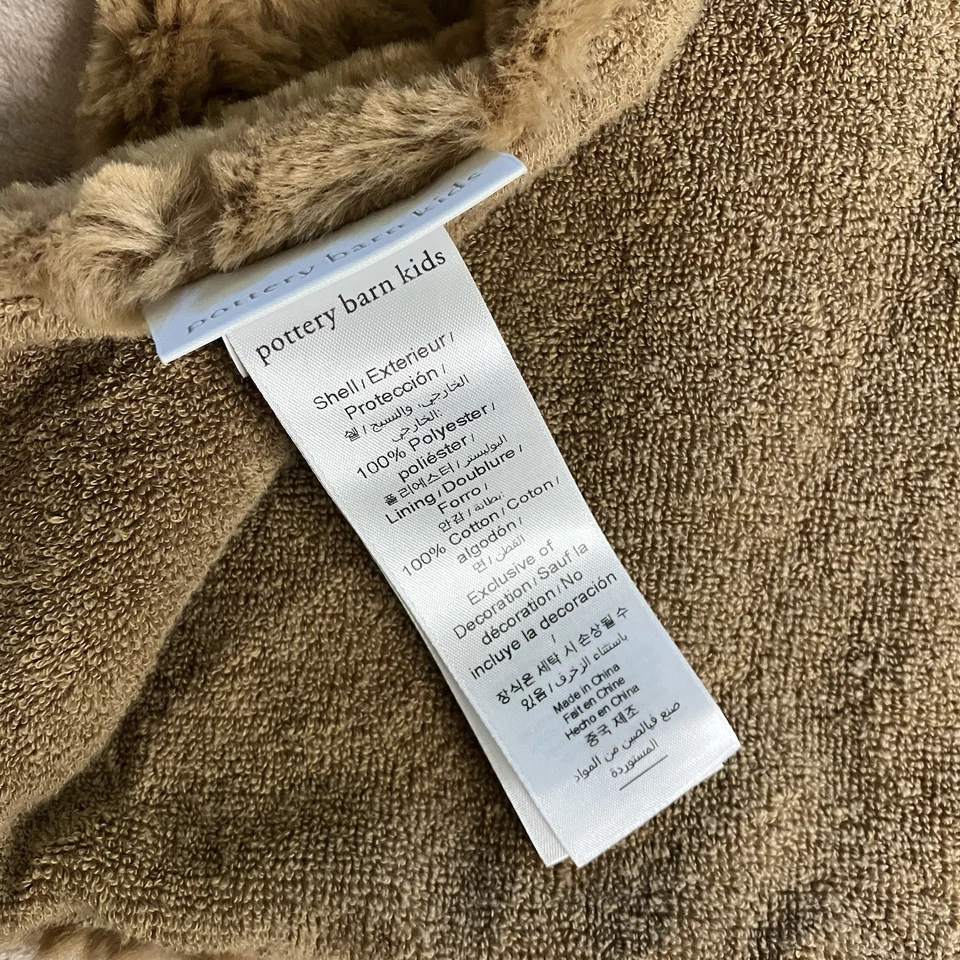 pottery barn kids
pottery barn kids
Shell / Exterieur /
Protección /
쉘 / الخارجي، والنسيج
الخارجي:
100% Polyester /
poliéster /
폴리에스터 / البوليستر
Lining / Doublure /
Forro /
안감 / بطانة:
100% Cotton / Coton /
algodón /
면 / القطن
Exclusive of
Decoration / Sauf la
décoration / No
incluye la decoración
/
장식은 세탁 시 손상될 수
있음 / باستثناء الزخرف
Made in China
Fait en Chine
Hecho en China
중국 제조
صنع في الصين من المواد
المستوردة